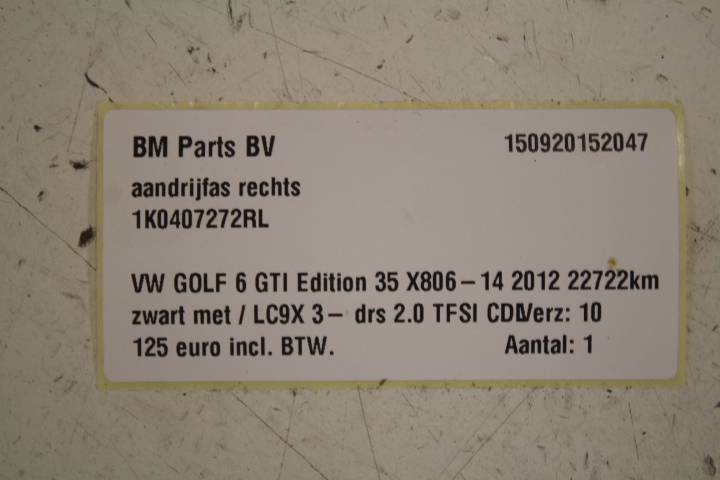 BM Parts BV 150920152047
aandrijfas rechts
1K0407272RL
VW GOLF 6 GTI Edition 35 X806-14 2012 22722km
zwart met / LC9X 3- drs 2.0 TFSI CDLVerz: 10
125 euro incl. BTW. Aantal: 1